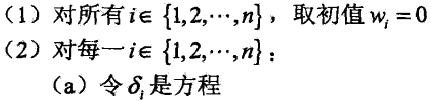 (1) 对所有 i∈ {1,2,⋯,n}，取初值 wᵢ=0
(2) 对每一 i∈ {1,2,⋯,n}：
(a) 令 δᵢ 是方程